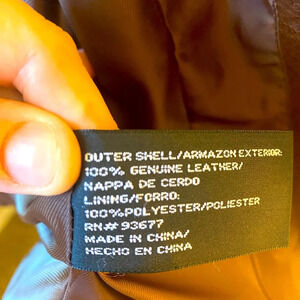 OUTER SHELL/ARMAZON EXTERIOR:
100% GENUINE LEATHER/
NAPPA DE CERDO
LINING/FORRO:
100%POLYESTER/POLIESTER
RN# 93677
MADE IN CHINA/
HECHO EN CHINA